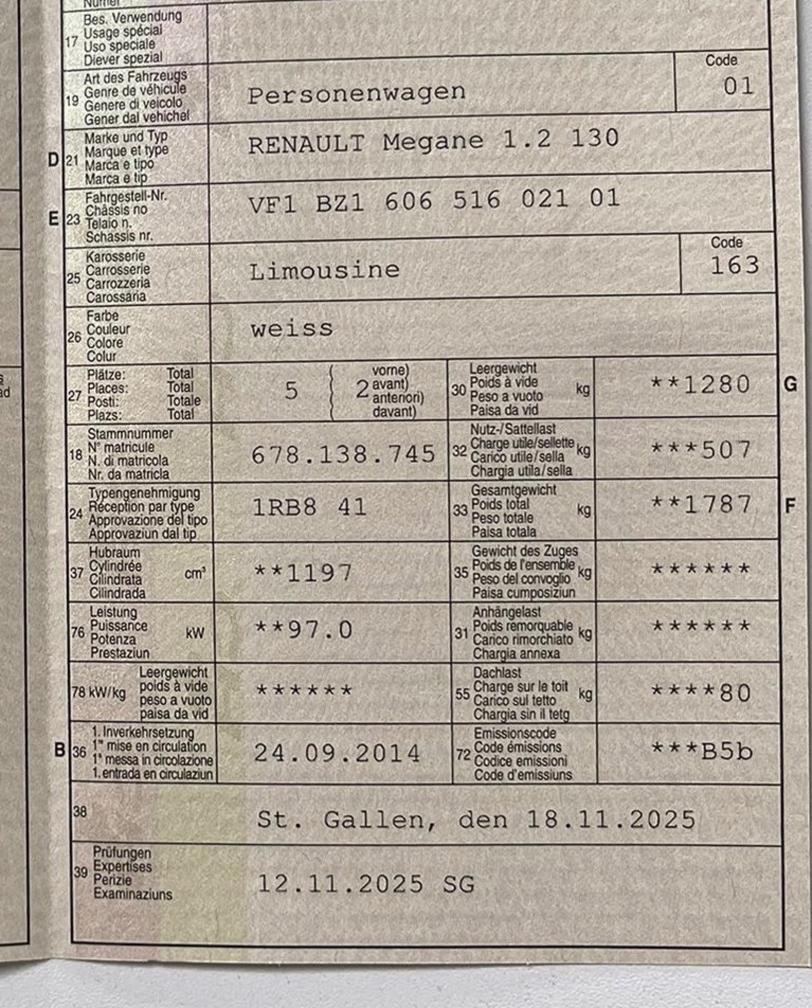 17 Bes. Verwendung
Usage spécial
Uso speciale
Diever spezial
19 Art des Fahrzeugs
Genre de véhicule
Genere di veicolo
Gener dal vehichel
Personenwagen
Code
01
D 21 Marke und Typ
Marque et type
Marca e tipo
Marca e tip
RENAULT Megane 1.2 130
E 23 Fahrgestell-Nr.
Châssis no
Telaio n.
Schassis nr.
VF1 BZ1 606 516 021 01
25 Karosserie
Carrosserie
Carrozzeria
Carossaria
Limousine
Code
163
26 Farbe
Couleur
Colore
Colur
weiss
27 Plätze: Total
Places: Total
Posti: Totale
Plazs: Total
5
2
vorne)
avant)
anteriori)
davant)
30 Leergewicht
Poids à vide kg
Peso a vuoto
Paisa da vid
**1280 G
18 Stammnummer
N° matricule
N. di matricola
Nr. da matricla
678.138.745
32 Nutz-/Sattellast
Charge utile/sellette kg
Carico utile/sella
Chargia utila/sella
***507
24 Typengenehmigung
Réception par type
Approvazione del tipo
Approvaziun dal tip
1RB8 41
33 Gesamtgewicht
Poids total kg
Peso totale
Paisa totala
**1787 F
37 Hubraum
Cylindrée cm³
Cilindrata
Cilindrada
**1197
35 Gewicht des Zuges
Poids de l'ensemble kg
Peso del convoglio
Paisa cumposiziun
******
76 Leistung
Puissance kW
Potenza
Prestaziun
**97.0
31 Anhängelast
Poids remorquable kg
Carico rimorchiato
Chargia annexa
******
78 kW/kg Leergewicht
poids à vide
peso a vuoto
paisa da vid
******
55 Dachlast
Charge sur le toit kg
Carico sul tetto
Chargia sin il tetg
****80
B 36 1. Inverkehrsetzung
1re mise en circulation
1a messa in circolazione
1. entrada en circulaziun
24.09.2014
72 Emissionscode
Code émissions
Codice emissioni
Code d'emissiuns
***B5b
38
St. Gallen, den 18.11.2025
39 Prüfungen
Expertises
Perizie
Examinaziuns
12.11.2025 SG